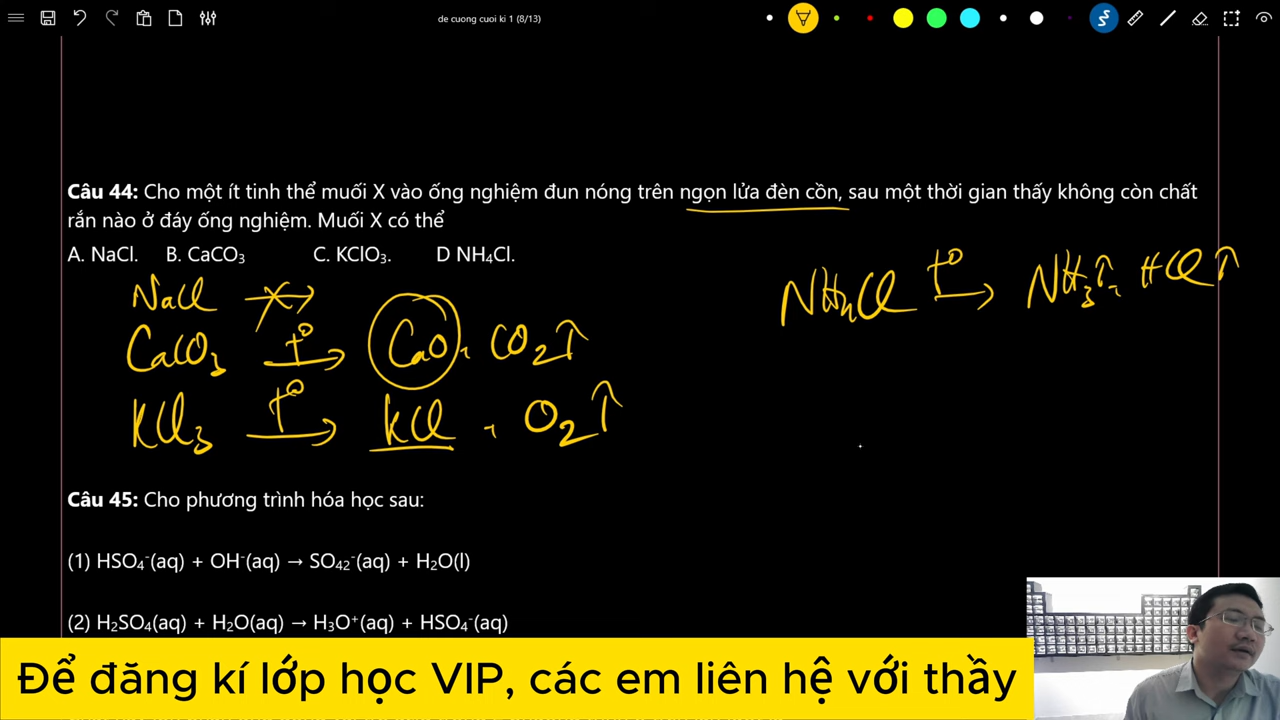 de cuong cuoi ki 1 (8/13)
Câu 44: Cho một ít tinh thể muối X vào ống nghiệm đun nóng trên ngọn lửa đèn cồn, sau một thời gian thấy không còn chất
rắn nào ở đáy ống nghiệm. Muối X có thể
A. NaCl. B. CaCO₃ C. KClO₃. D NH₄Cl.
NaCl
CaCO₃ t° → CaO + CO₂↑
KCl₃ t° → KCl + O₂↑
NH₄Cl t° → NH₃↑ + HCl↑
Câu 45: Cho phương trình hóa học sau:
(1) HSO₄⁻(aq) + OH⁻(aq) → SO₄₂⁻(aq) + H₂O(l)
(2) H₂SO₄(aq) + H₂O(aq) → H₃O⁺(aq) + HSO₄⁻(aq)
Để đăng kí lớp học VIP, các em liên hệ với thầy